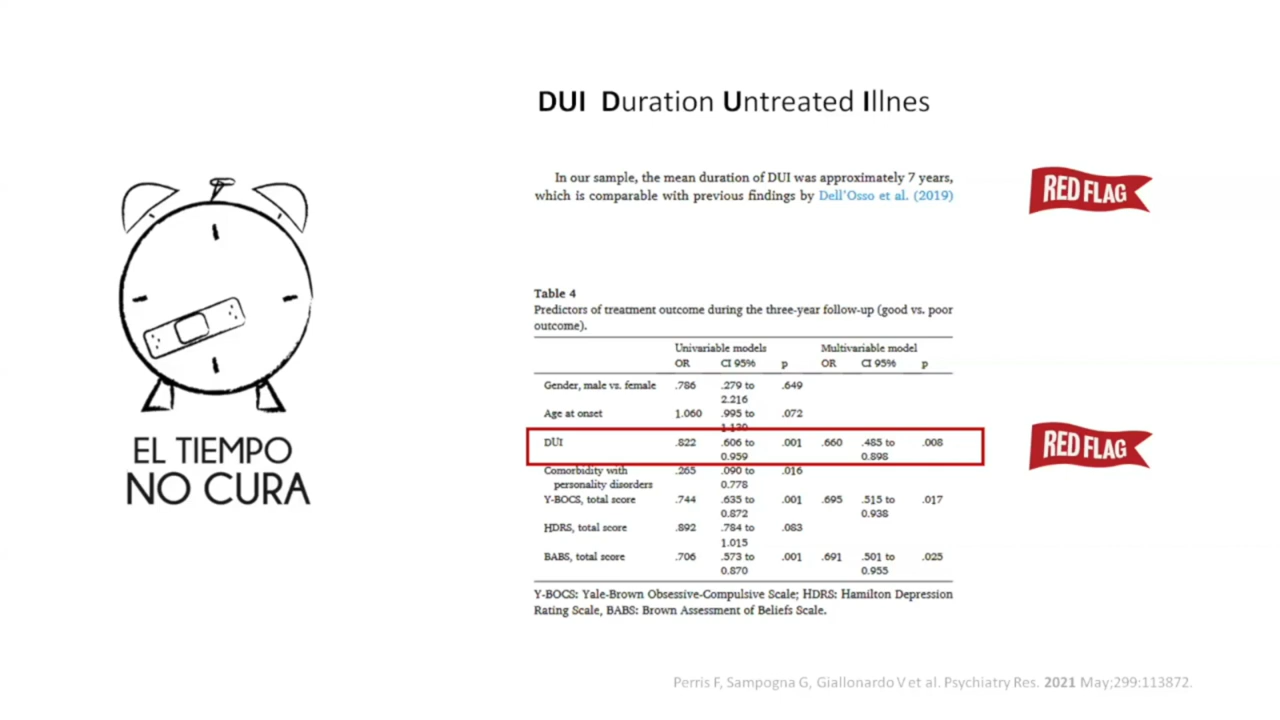 DUI Duration Untreated Illnes
In our sample, the mean duration of DUI was approximately 7 years,
which is comparable with previous findings by Dell'Osso et al. (2019)
RED FLAG
EL TIEMPO
NO CURA
Table 4
Predictors of treatment outcome during the three-year follow-up (good vs. poor
outcome).
Univariable models Multivariable model
OR CI 95% p OR CI 95% p
Gender, male vs. female .786 .279 to .649
2.216
Age at onset 1.060 .995 to .072
1.130
DUI .822 .606 to .001 .660 .485 to .008
0.959 0.898
RED FLAG
Comorbidity with .265 .090 to .016
personality disorders 0.778
Y-BOCS, total score .744 .635 to .001 .695 .515 to .017
0.872 0.938
HDRS, total score .892 .784 to .083
1.015
BABS, total score .706 .573 to .001 .691 .501 to .025
0.870 0.955
Y-BOCS: Yale-Brown Obsessive-Compulsive Scale; HDRS: Hamilton Depression
Rating Scale, BABS: Brown Assessment of Beliefs Scale.
Perris F, Sampogna G, Giallonardo V et al. Psychiatry Res. 2021 May;299:113872.